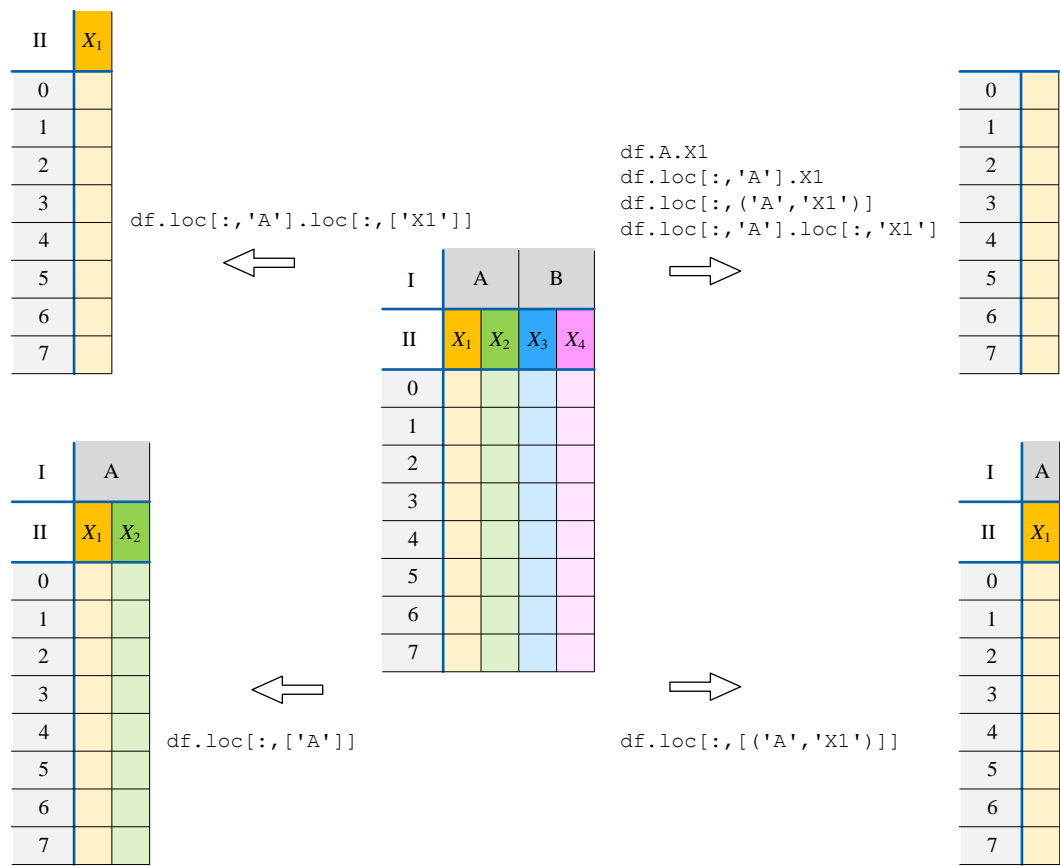 II X1
0
1
2
3
4
5
6
7
df.loc[:,'A'].loc[:,['X1']]
df.A.X1
df.loc[:,'A'].X1
df.loc[:,('A','X1')]
df.loc[:,'A'].loc[:,'X1']
0
1
2
3
4
5
6
7
I A B
II X1 X2 X3 X4
0
1
2
3
4
5
6
7
I A
II X1 X2
0
1
2
3
4
5
6
7
df.loc[:,['A']]
df.loc[:,[('A','X1')]]
I A
II X1
0
1
2
3
4
5
6
7